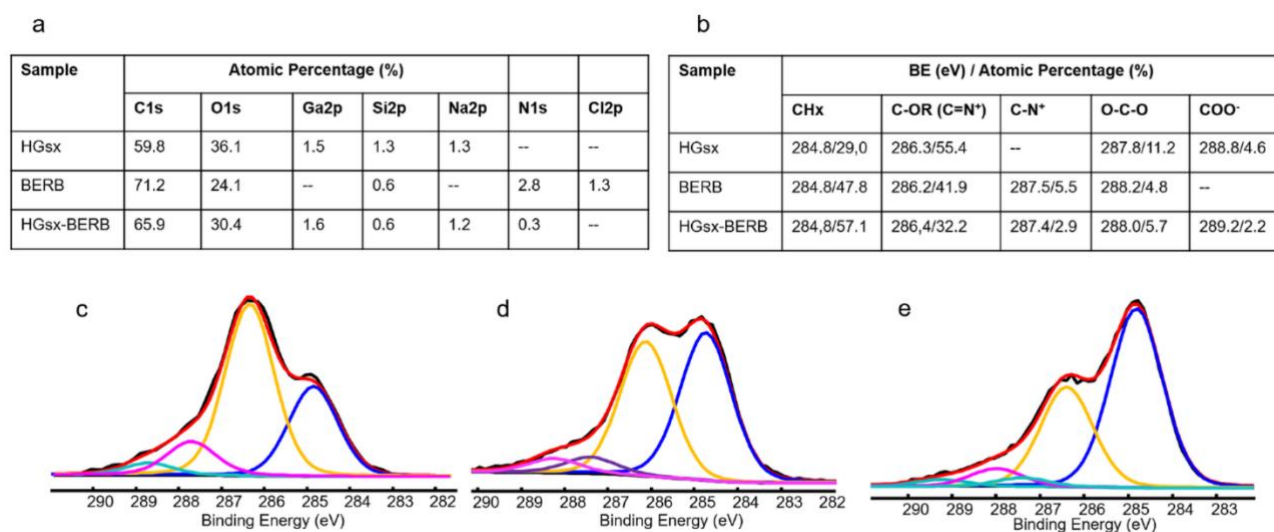 a
Sample Atomic Percentage (%)
C1s O1s Ga2p Si2p Na2p N1s Cl2p
HGsx 59.8 36.1 1.5 1.3 1.3 -- --
BERB 71.2 24.1 -- 0.6 -- 2.8 1.3
HGsx-BERB 65.9 30.4 1.6 0.6 1.2 0.3 --
b
Sample BE (eV) / Atomic Percentage (%)
CHx C-OR (C=N⁺) C-N⁺ O-C-O COO⁻
HGsx 284.8/29,0 286.3/55.4 -- 287.8/11.2 288.8/4.6
BERB 284.8/47.8 286.2/41.9 287.5/5.5 288.2/4.8 --
HGsx-BERB 284,8/57.1 286,4/32.2 287.4/2.9 288.0/5.7 289.2/2.2
c
290 289 288 287 286 285 284 283 282
Binding Energy (eV)
d
290 289 288 287 286 285 284 283 282
Binding Energy (eV)
e
290 289 288 287 286 285 284 283
Binding Energy (eV)